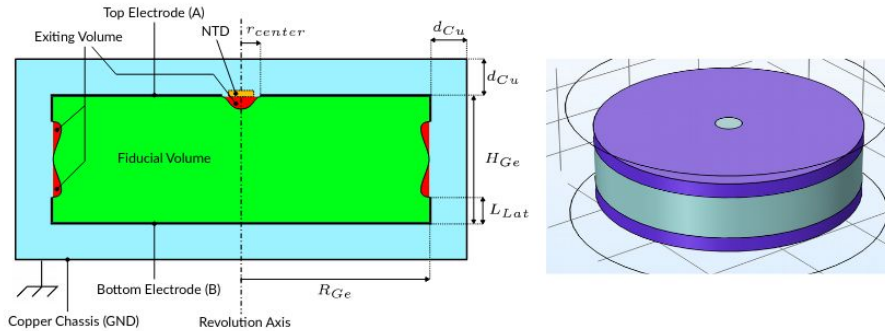 Top Electrode (A)
Exiting Volume
NTD
r_center
d_Cu
d_Cu
Fiducial Volume
H_Ge
L_Lat
Bottom Electrode (B)
R_Ge
Copper Chassis (GND)
Revolution Axis